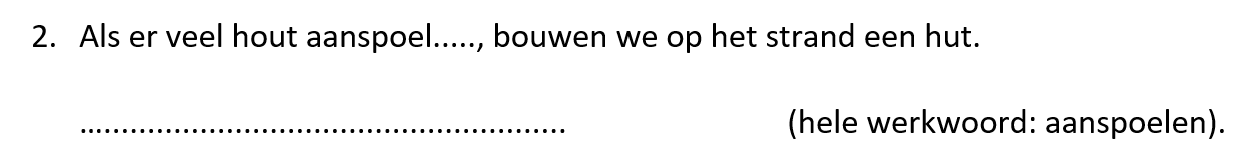 2. Als er veel hout aanspoel....., bouwen we op het strand een hut.
........................................................ (hele werkwoord: aanspoelen).